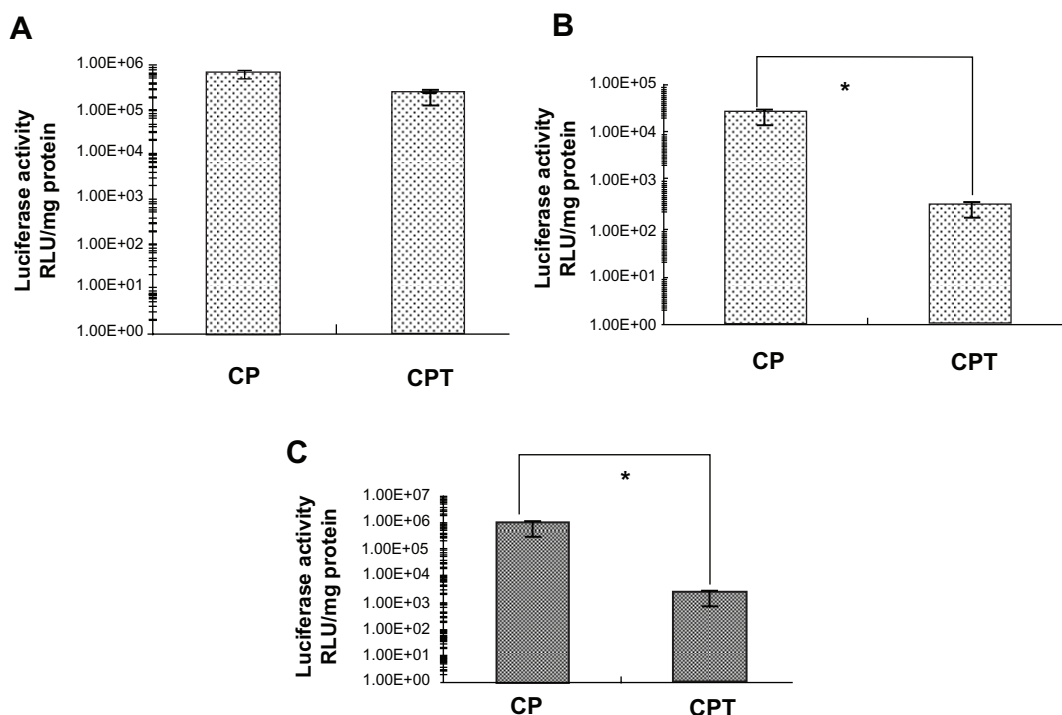 A
Luciferase activity
RLU/mg protein
1.00E+06
1.00E+05
1.00E+04
1.00E+03
1.00E+02
1.00E+01
1.00E+00
CP
CPT
B
*
Luciferase activity
RLU/mg protein
1.00E+05
1.00E+04
1.00E+03
1.00E+02
1.00E+01
1.00E+00
CP
CPT
C
*
Luciferase activity
RLU/mg protein
1.00E+07
1.00E+06
1.00E+05
1.00E+04
1.00E+03
1.00E+02
1.00E+01
1.00E+00
CP
CPT